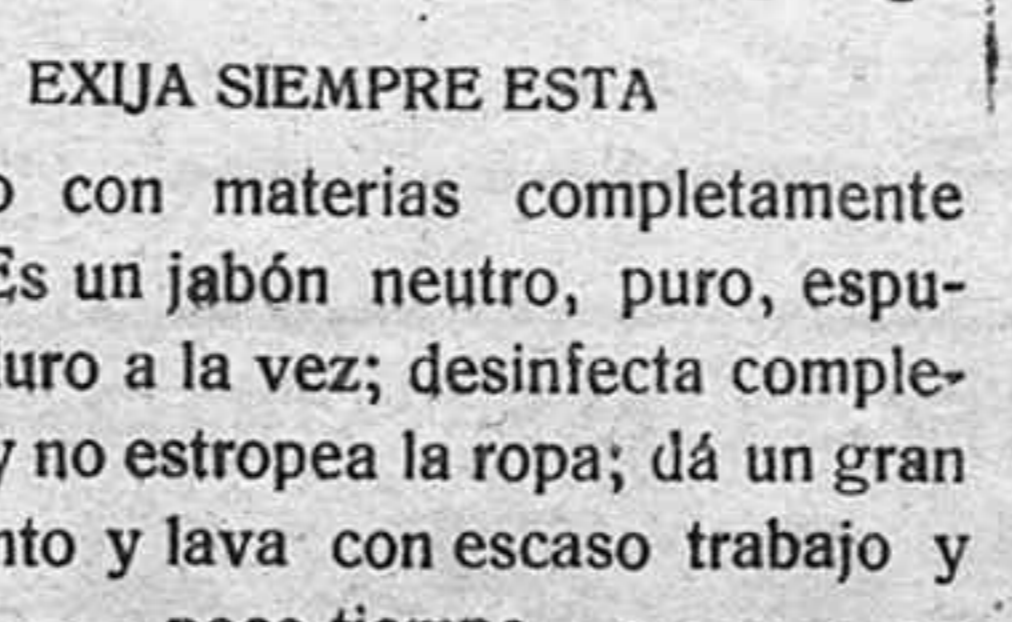 EXIJA SIEMPRE ESTA
con materias completamente
Es un jabón neutro, puro, espu-
a la vez; desinfecta comple-
y no estropea la ropa; dá un gran
y lava con escaso trabajo y